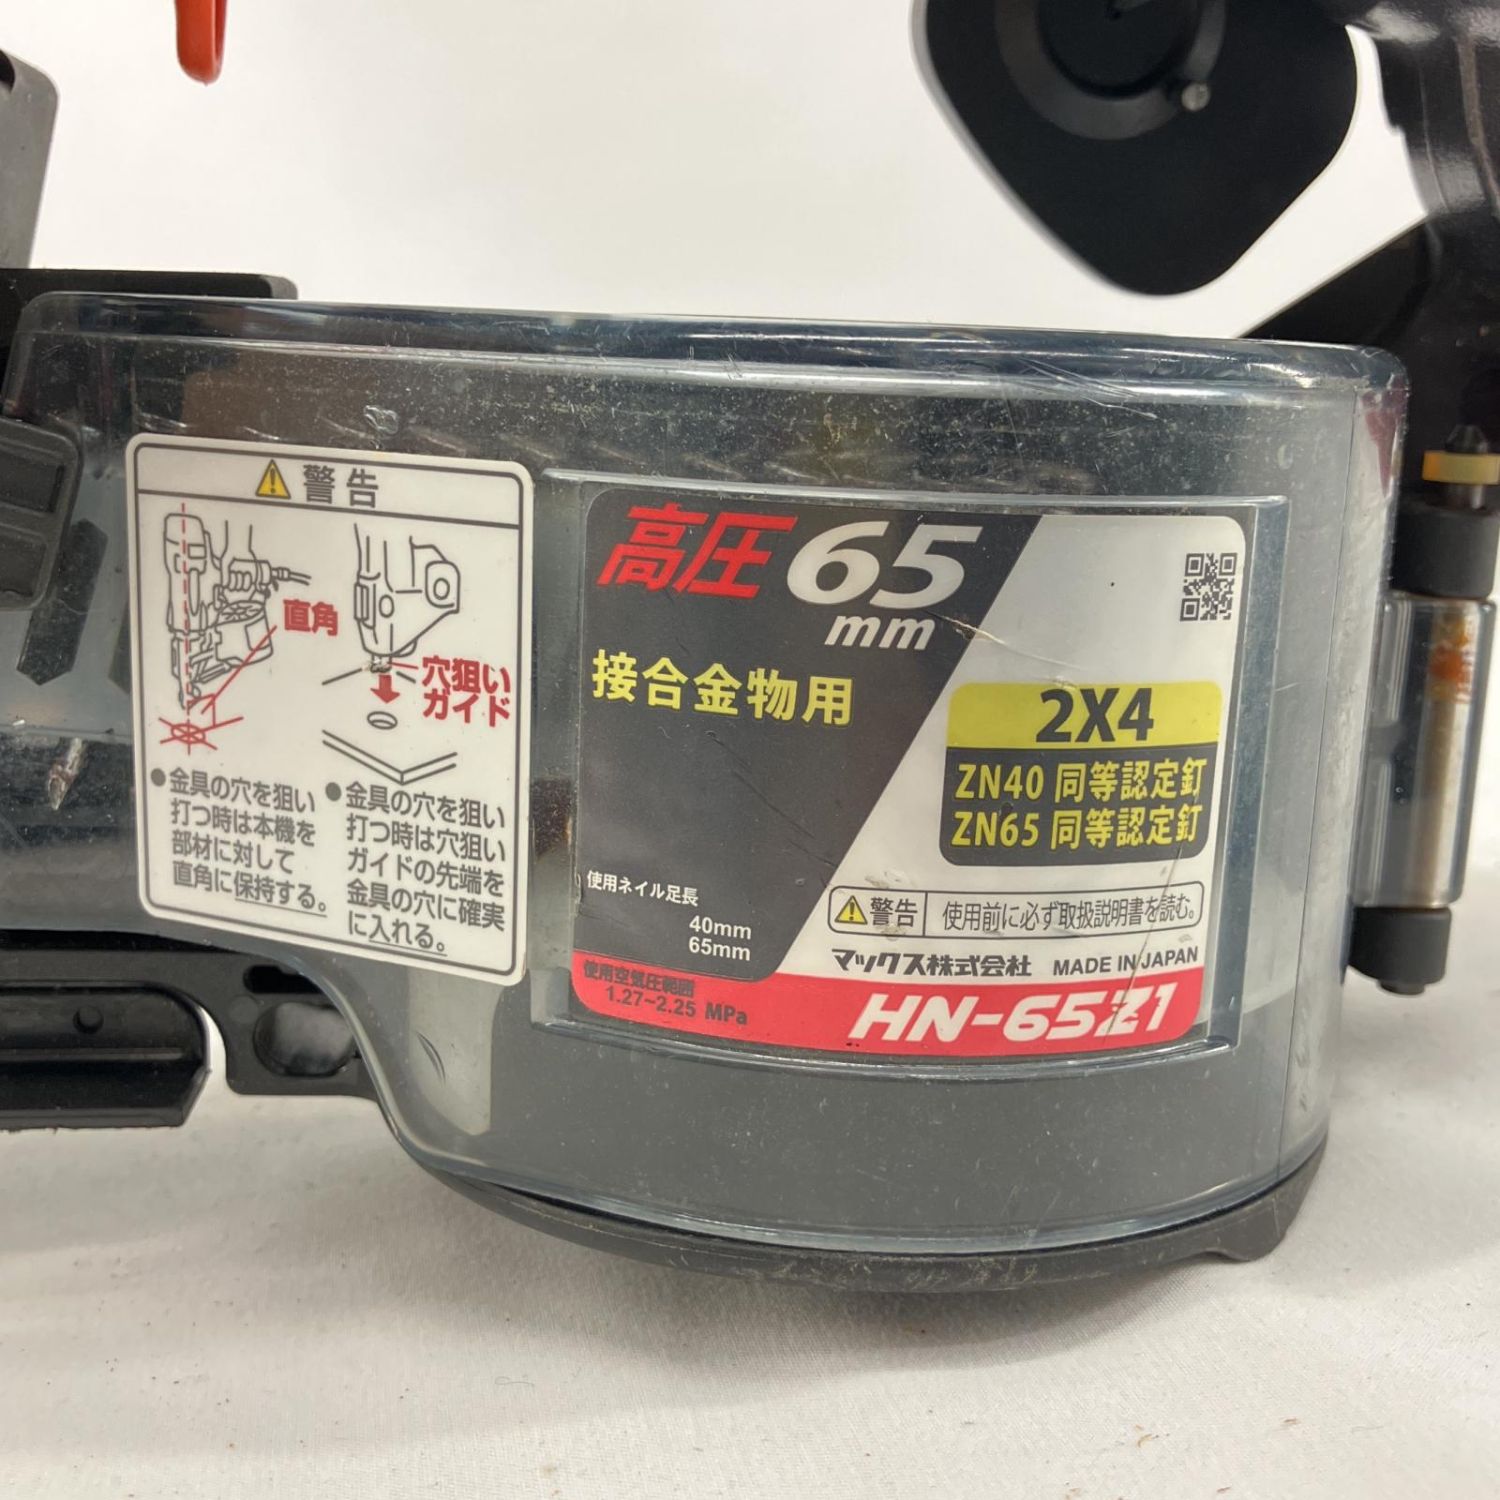 警告
直角
穴狙い
ガイド
●金具の穴を狙い
打つ時は本機を
部材に対して
直角に保持する。
●金具の穴を狙い
打つ時は穴狙い
ガイドの先端を
金具の穴に確実
に入れる。
高圧65
mm
接合金物用
2X4
ZN40 同等認定釘
ZN65 同等認定釘
使用ネイル足長
40mm
65mm
警告 使用前に必ず取扱説明書を読む。
マックス株式会社 MADE IN JAPAN
使用空気圧範囲
1.27~2.25 MPa
HN-65Z1